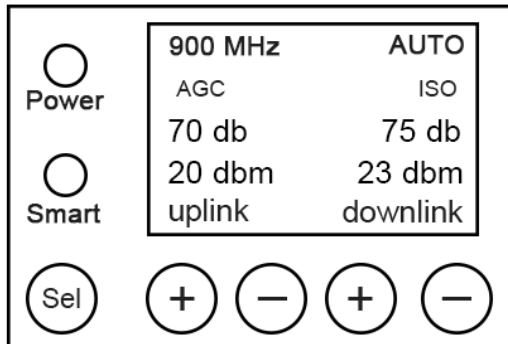 Power
Smart
900 MHz AUTO
AGC ISO
70 db 75 db
20 dbm 23 dbm
uplink downlink
Sel + − + −